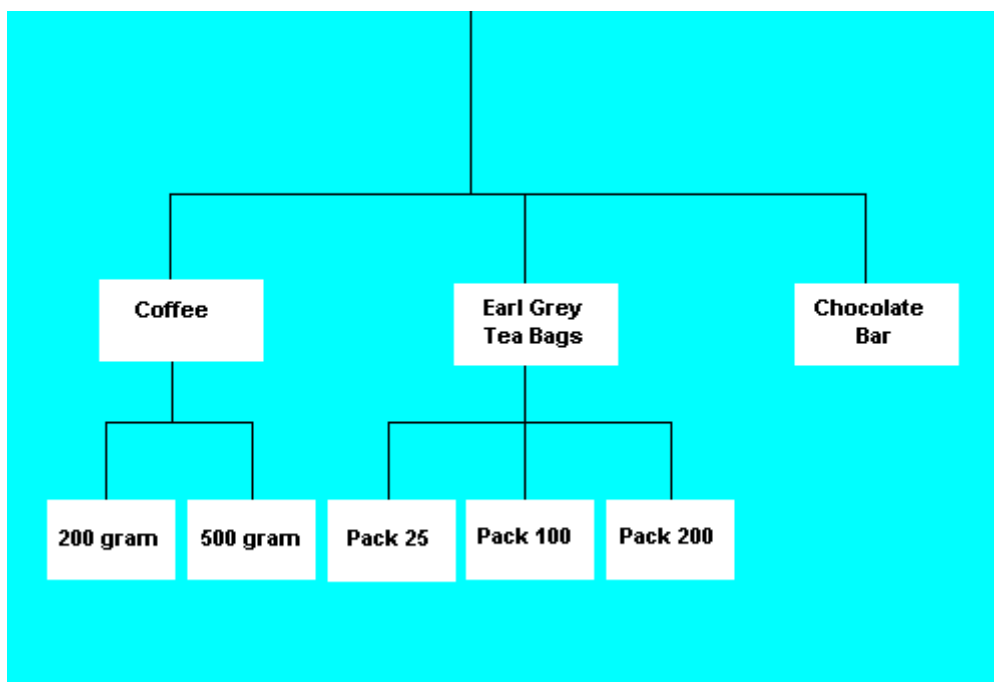 Coffee
Earl Grey
Tea Bags
Chocolate
Bar
200 gram
500 gram
Pack 25
Pack 100
Pack 200